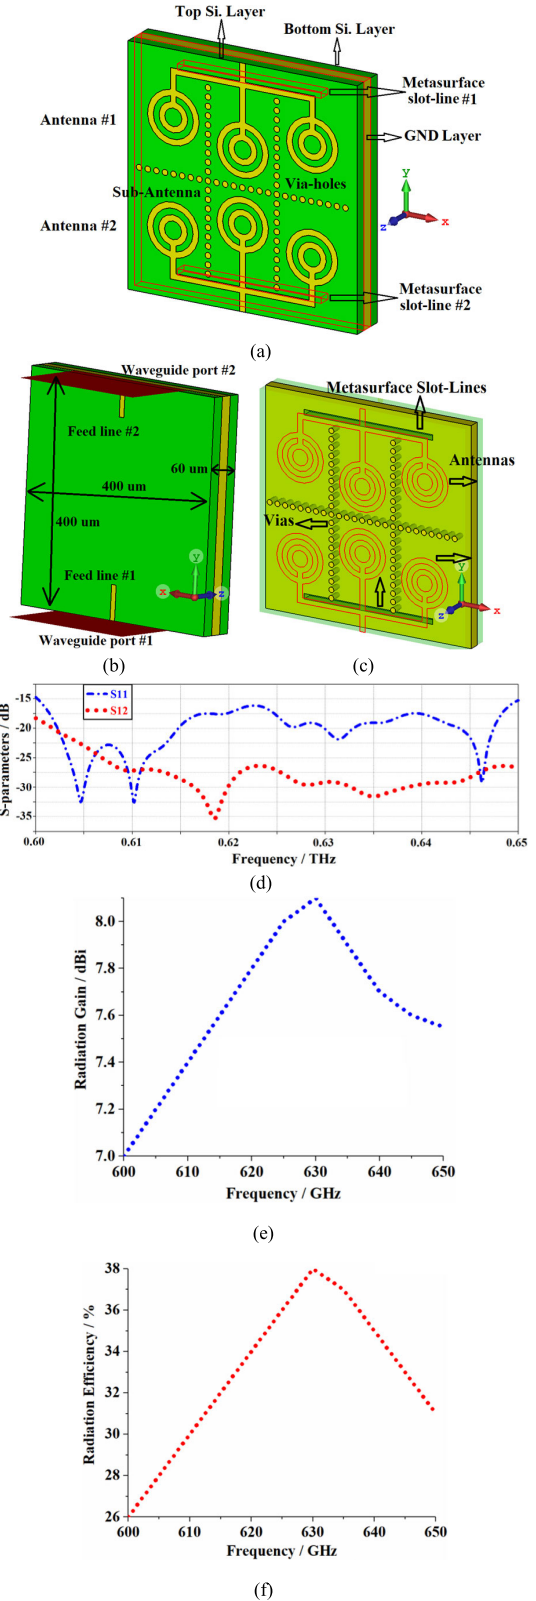 Top Si. Layer
Bottom Si. Layer
Metasurface
slot-line #1
Antenna #1
GND Layer
Via-holes
Sub-Antenna
y
x
z
Antenna #2
Metasurface
slot-line #2
(a)
Waveguide port #2
Feed line #2
60 um
400 um
400 um
Feed line #1
y
x
z
Waveguide port #1
(b)
Metasurface Slot-Lines
Antennas
Vias
y
z
x
(c)
S-parameters / dB
S11
S12
-15
-20
-25
-30
-35
0.60
0.61
0.62
0.63
0.64
0.65
Frequency / THz
(d)
Radiation Gain / dBi
8.0
7.8
7.6
7.4
7.2
7.0
600
610
620
630
640
650
Frequency / GHz
(e)
Radiation Efficiency / %
38
36
34
32
30
28
26
600
610
620
630
640
650
Frequency / GHz
(f)